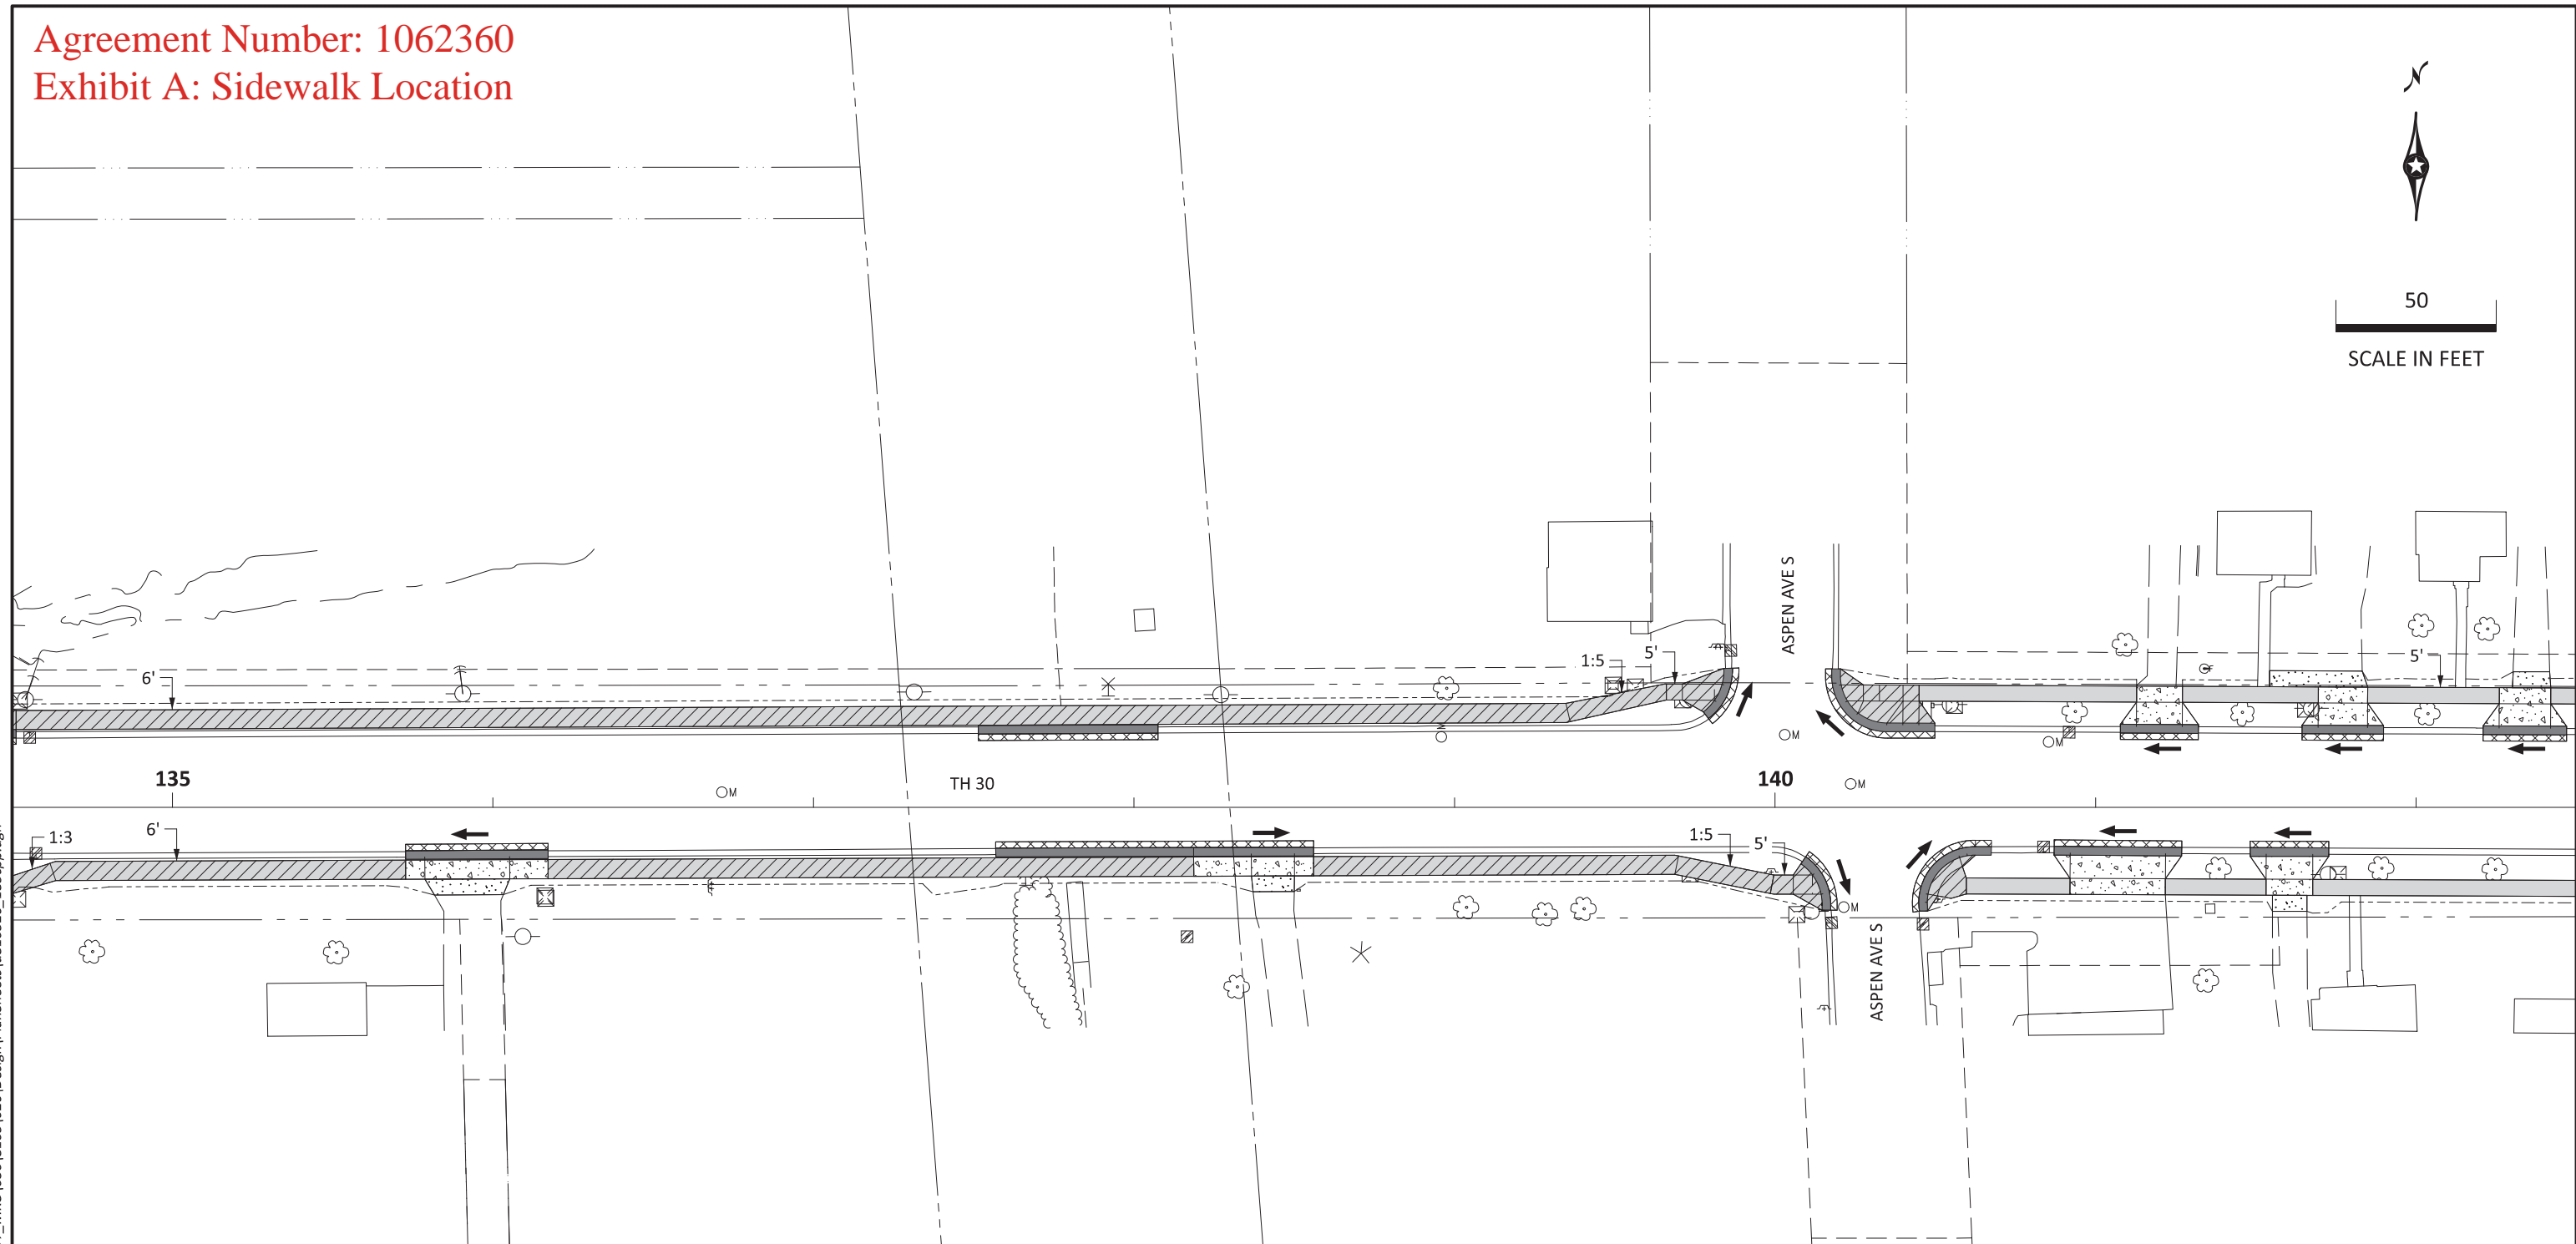 Agreement Number: 1062360
Exhibit A: Sidewalk Location
N
50
SCALE IN FEET
ASPEN AVE S
6'
1:5
5'
5'
M
M
M
135
TH 30
140
M
M
1:3
6'
1:5
5'
M
ASPEN AVE S